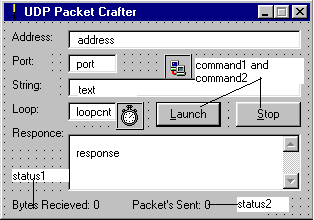 UDP Packet Crafter
Address:
address
Port:
port
command1 and
command2
String:
text
Loop:
loopcnt
Launch
Stop
Responce:
response
status1
Bytes Recieved: 0
Packet's Sent: 0
status2